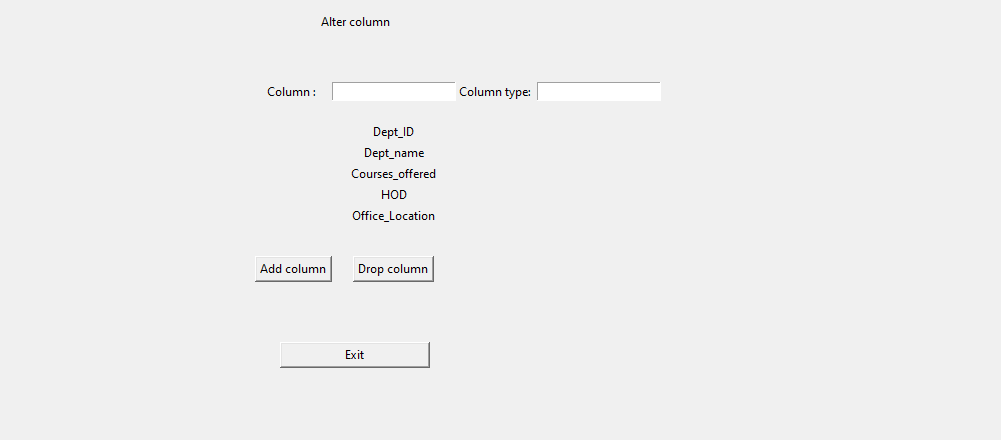 Alter column
Column : Column type:
Dept_ID
Dept_name
Courses_offered
HOD
Office_Location
Add column Drop column
Exit